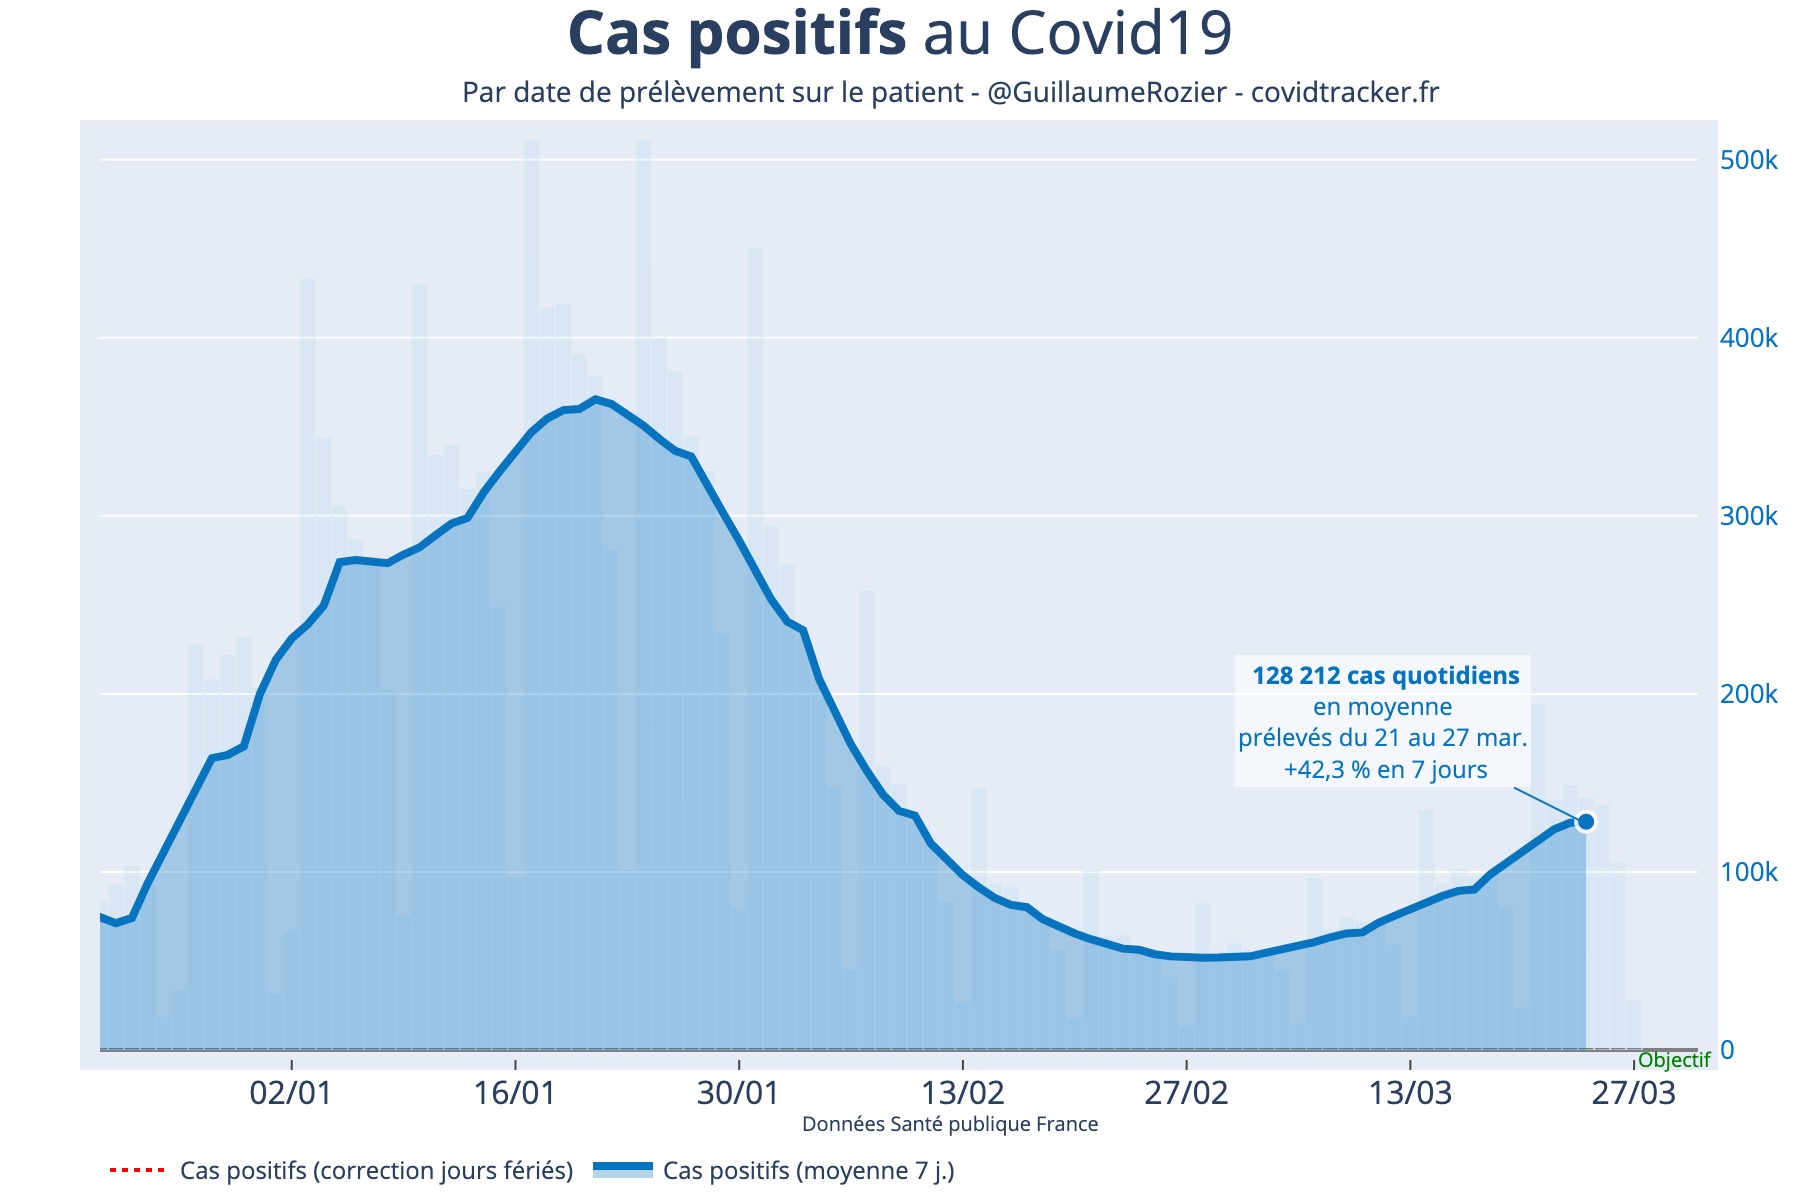 Cas positifs au Covid19
Par date de prélèvement sur le patient - @GuillaumeRozier - covidtracker.fr
500k
400k
300k
200k
100k
0
128 212 cas quotidiens
en moyenne
prélevés du 21 au 27 mar.
+42,3 % en 7 jours
Objectif
02/01 16/01 30/01 13/02 27/02 13/03 27/03
Données Santé publique France
Cas positifs (correction jours fériés) Cas positifs (moyenne 7 j.)